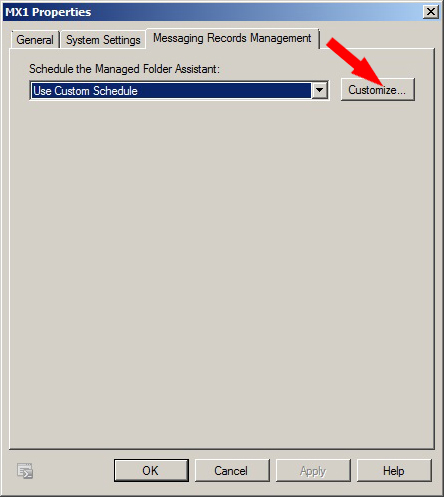 MX1 Properties
General System Settings Messaging Records Management
Schedule the Managed Folder Assistant:
Use Custom Schedule Customize...
OK Cancel Apply Help